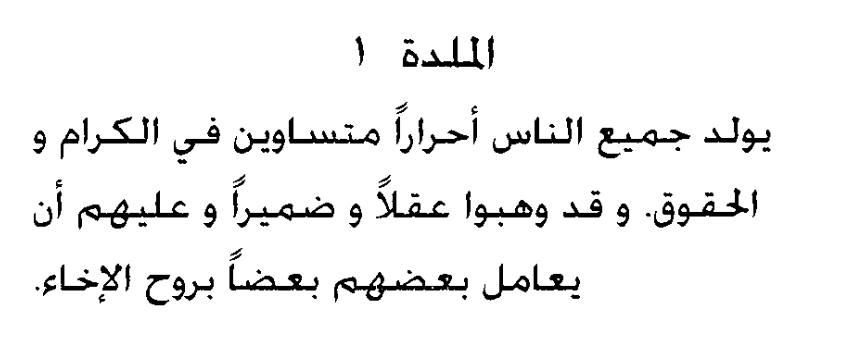 الملدة ١
يولد جميع الناس أحراراً متساوين في الكرام و
الحقوق. و قد وهبوا عقلاً و ضميراً و عليهم أن
يعامل بعضهم بعضاً بروح الإخاء.